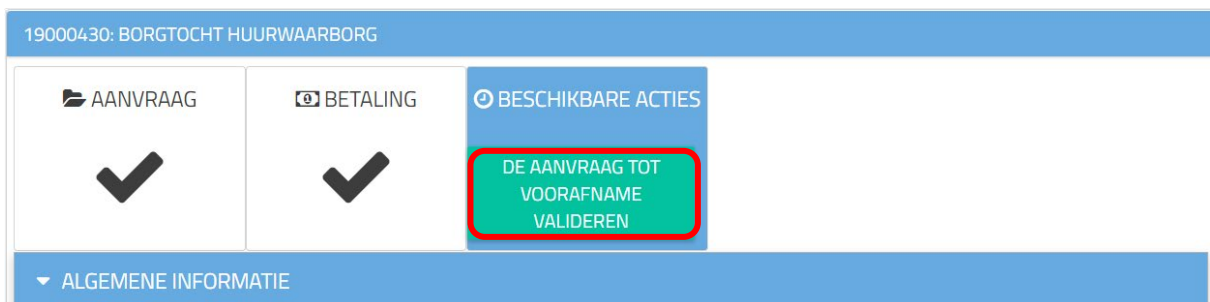 19000430: BORGTOCHT HUURWAARBORG
AANVRAAG
BETALING
BESCHIKBARE ACTIES
DE AANVRAAG TOT
VOORAFNAME
VALIDEREN
ALGEMENE INFORMATIE